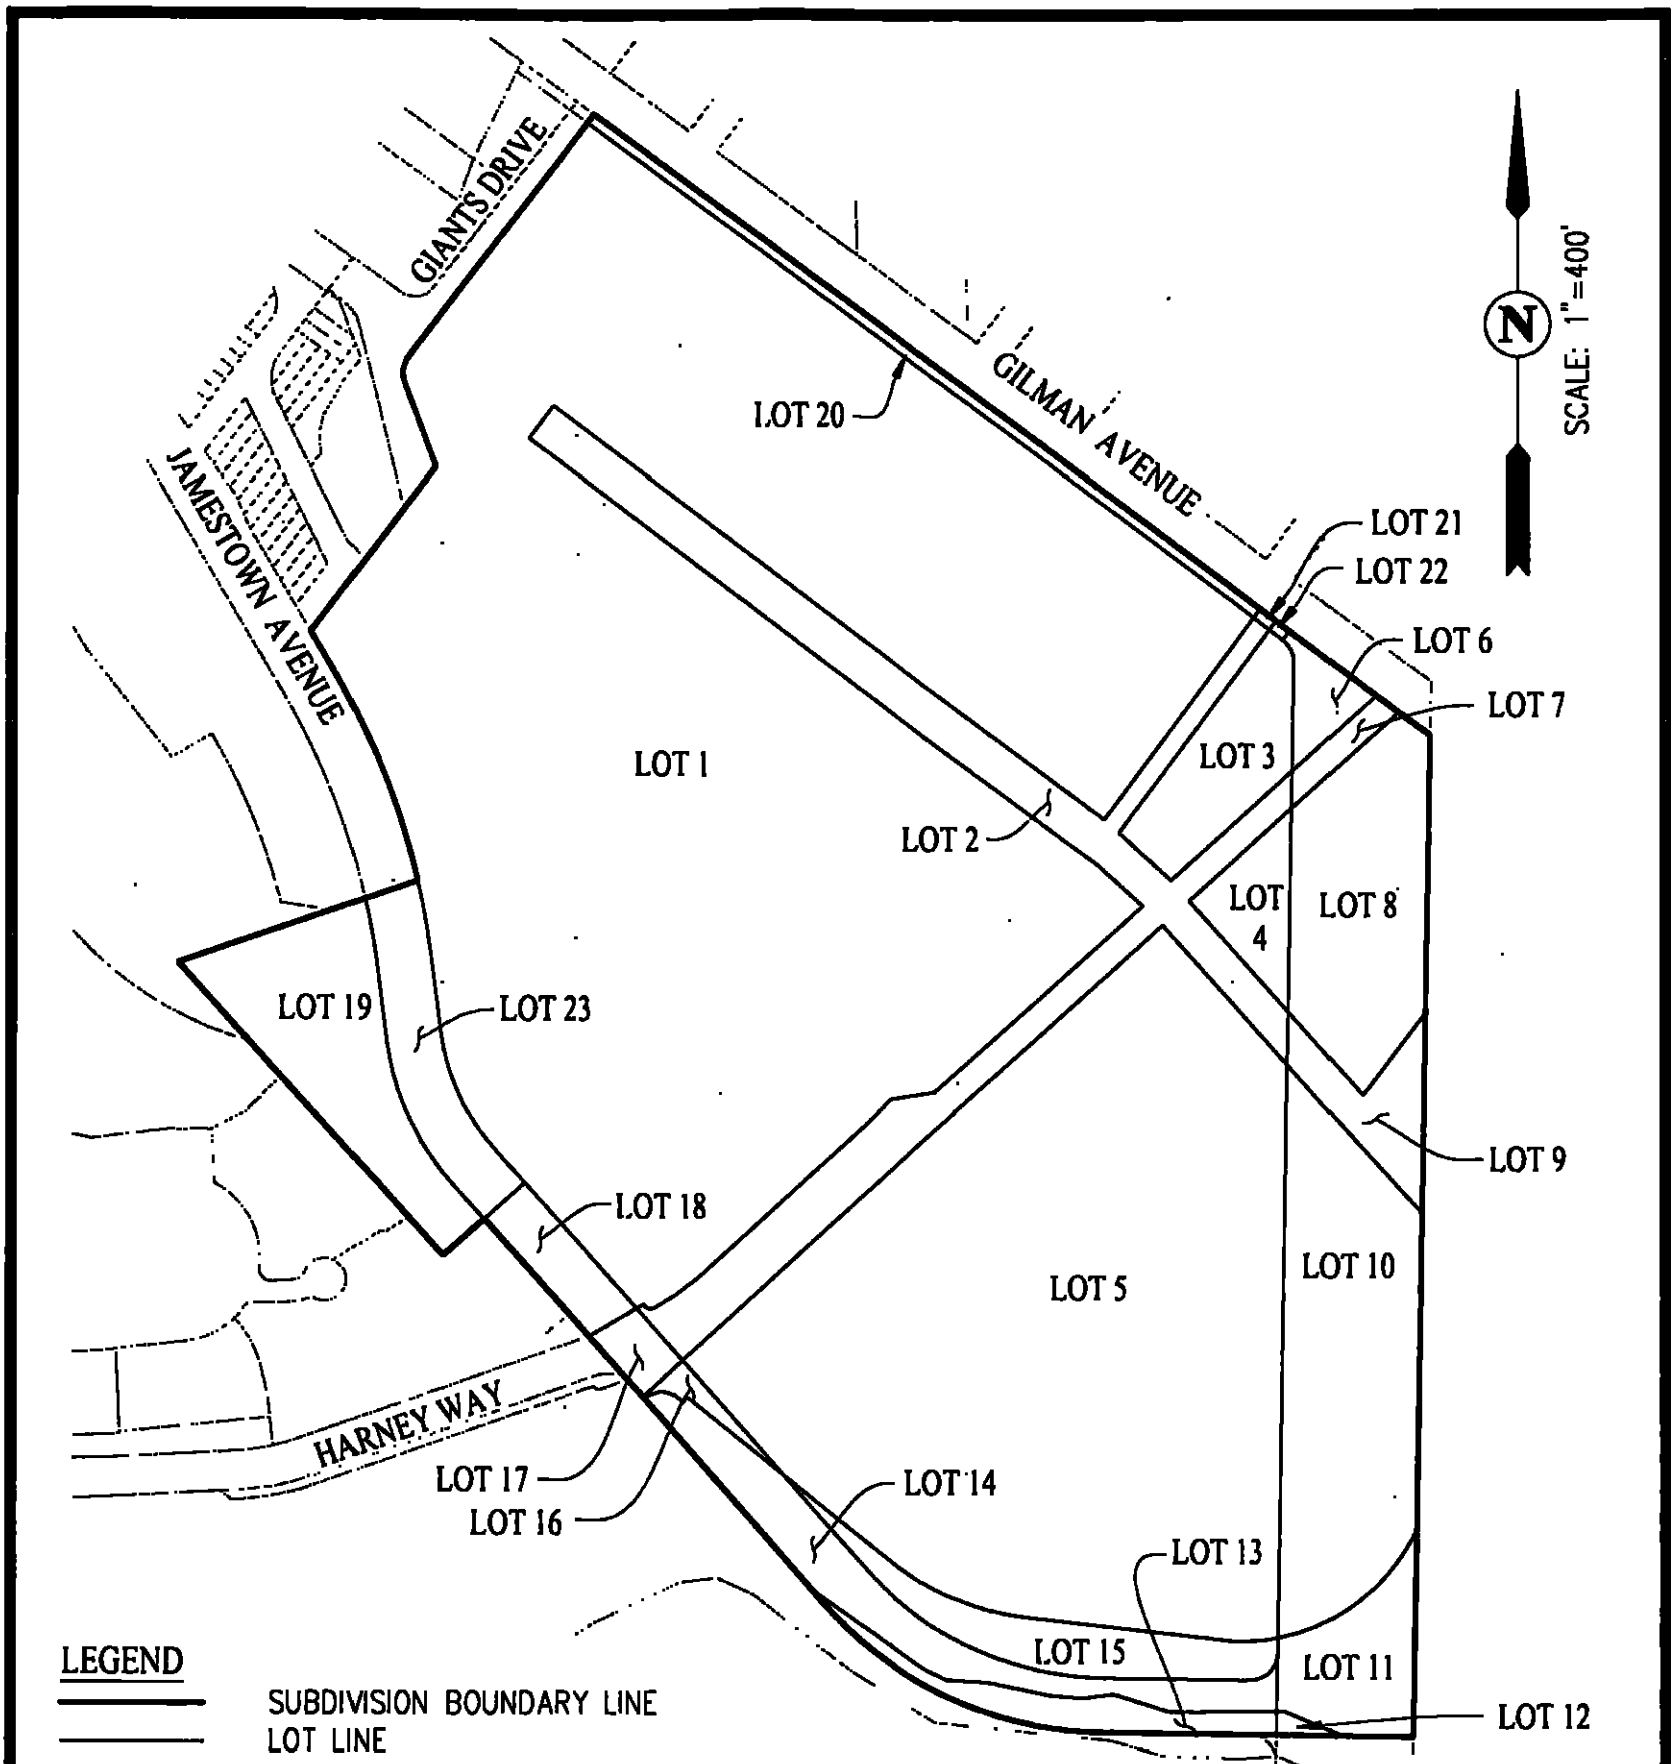 GIANTS DRIVE
SCALE: 1"=400'
N
GILMAN AVENUE
LOT 20
JAMESTOWN AVENUE
LOT 21
LOT 22
LOT 6
LOT 7
LOT 1
LOT 3
LOT 2
LOT
4
LOT 8
LOT 19
LOT 23
LOT 9
LOT 18
LOT 5
LOT 10
HARNEY WAY
LOT 17
LOT 16
LOT 14
LOT 13
LOT 15
LOT 11
LOT 12
LEGEND
SUBDIVISION BOUNDARY LINE
LOT LINE